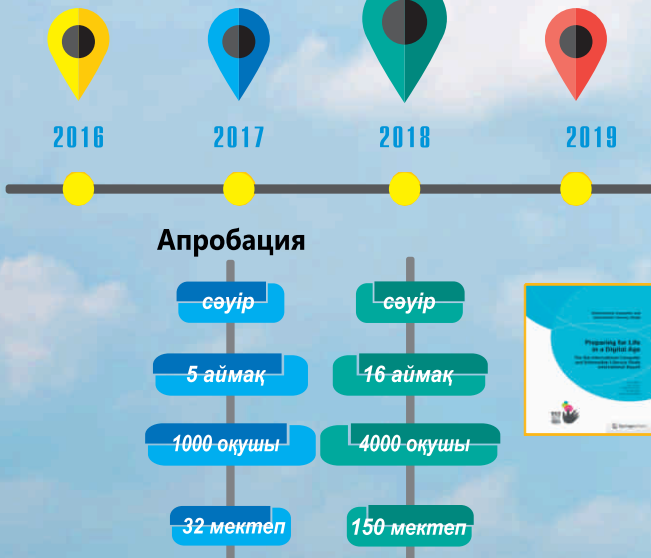 2016 2017 2018 2019
Апробация
сәуір сәуір
5 аймақ 16 аймақ
1000 оқушы 4000 оқушы
32 мектеп 150 мектеп
Preparing for Life
in a Digital Age